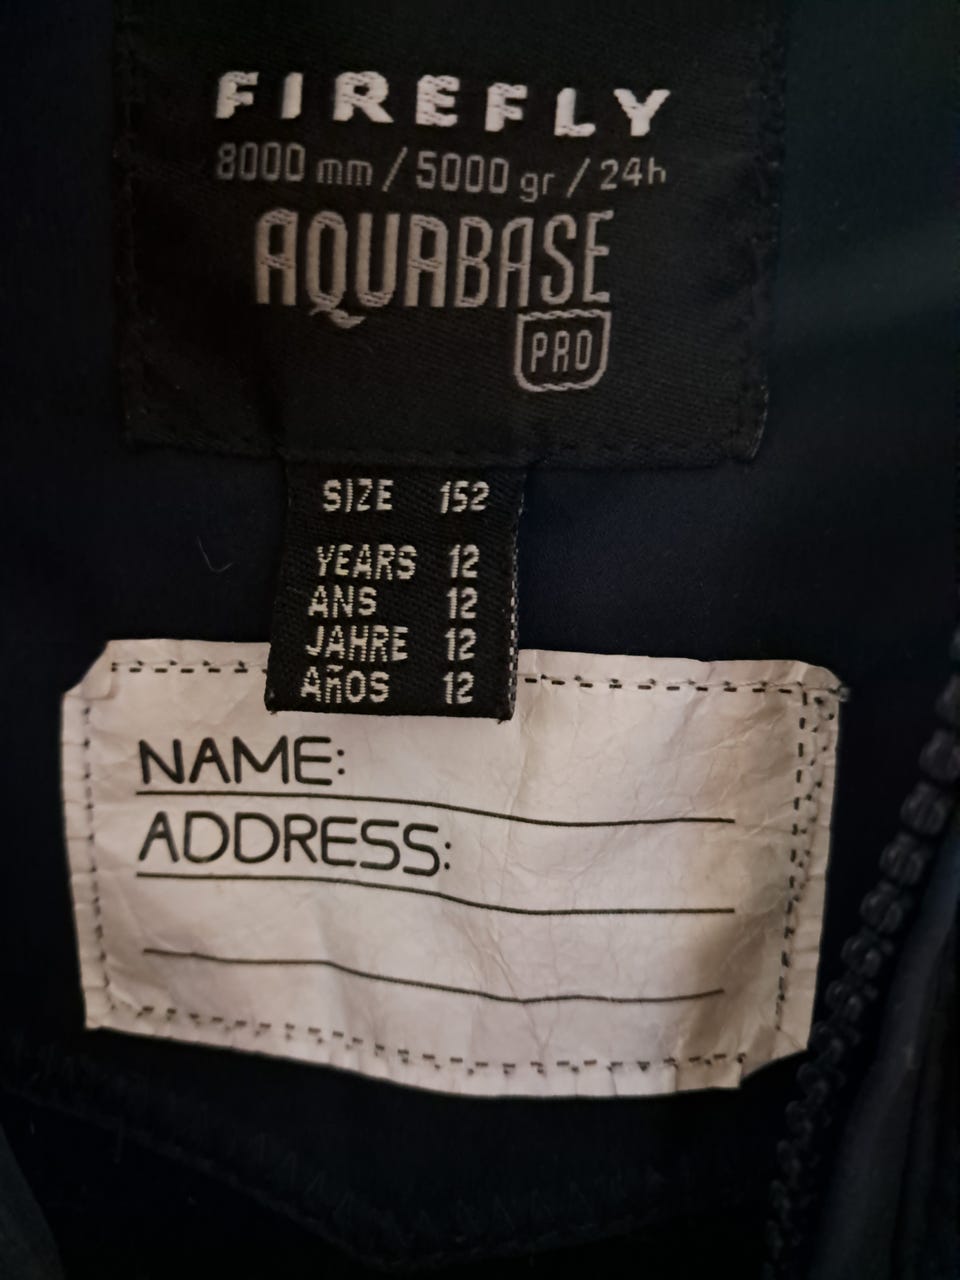 FIREFLY
8000 mm / 5000 gr / 24h
AQUABASE
PRO
SIZE 152
YEARS 12
ANS 12
JAHRE 12
AÑOS 12
NAME:
ADDRESS: